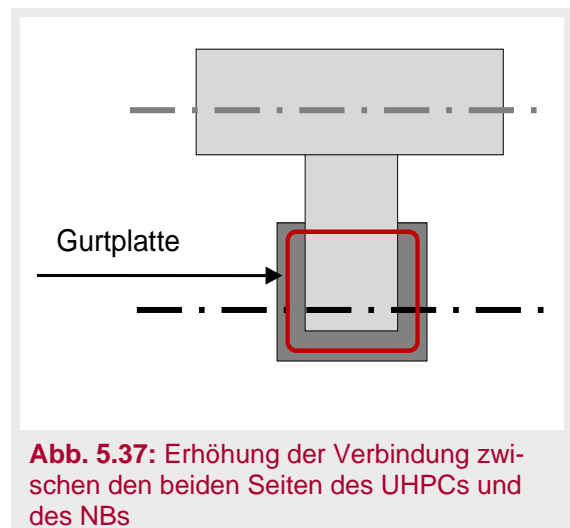 Gurtplatte
Abb. 5.37: Erhöhung der Verbindung zwi-
schen den beiden Seiten des UHPCs und
des NBs